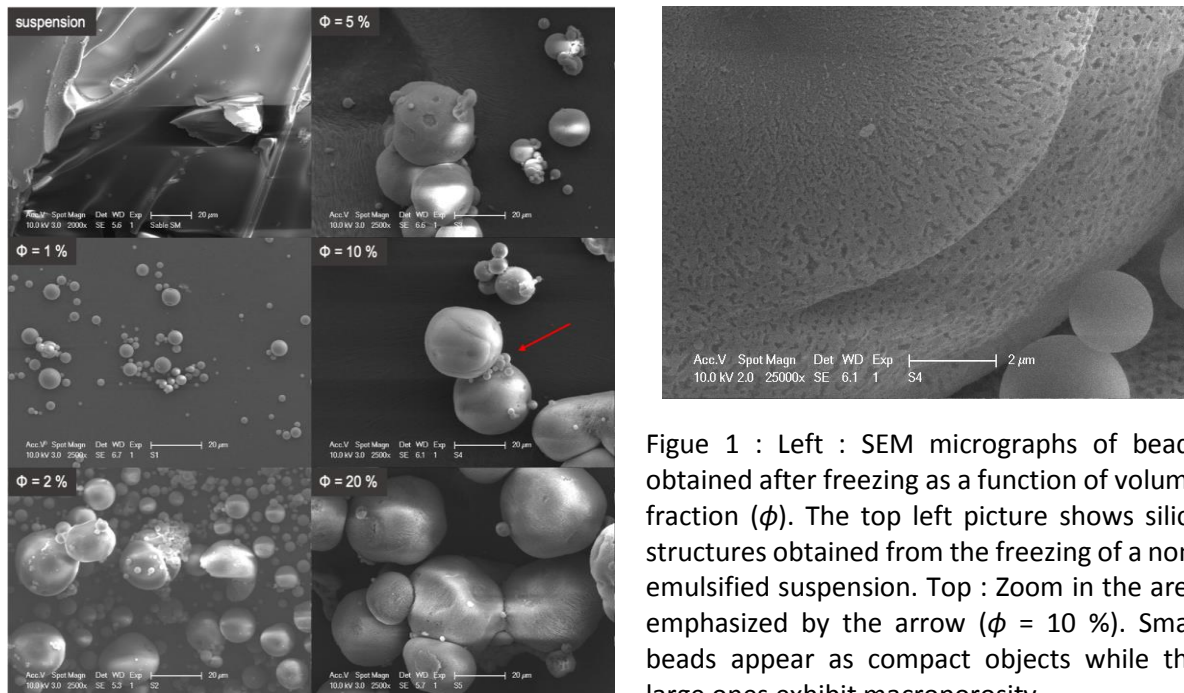 suspension
Acc.V Spot Magn Det WD Exp 20 µm
10.0 kV 3.0 2000x SE 5.6 1 Sable SM
Φ = 5 %
Acc.V Spot Magn Det WD Exp 20 µm
10.0 kV 3.0 2500x SE 6.6 1 S3
Φ = 1 %
Acc.V Spot Magn Det WD Exp 20 µm
10.0 kV 3.0 2500x SE 6.7 1 S1
Φ = 10 %
Acc.V Spot Magn Det WD Exp 20 µm
10.0 kV 3.0 2500x SE 6.1 1 S4
Φ = 2 %
Acc.V Spot Magn Det WD Exp 20 µm
10.0 kV 3.0 2500x SE 5.3 1 S2
Φ = 20 %
Acc.V Spot Magn Det WD Exp 20 µm
10.0 kV 3.0 2500x SE 5.7 1 S5
Acc.V Spot Magn Det WD Exp 2 µm
10.0 kV 2.0 25000x SE 6.1 1 S4
Figue 1 : Left : SEM micrographs of bead
obtained after freezing as a function of volum
fraction (ϕ). The top left picture shows silic
structures obtained from the freezing of a non
emulsified suspension. Top : Zoom in the are
emphasized by the arrow (ϕ = 10 %). Sma
beads appear as compact objects while th
large ones exhibit macroporosity